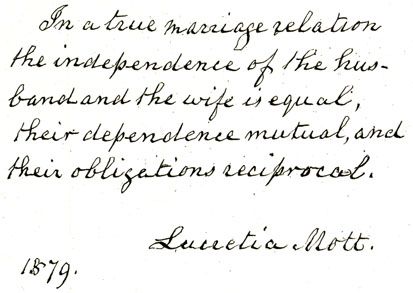 In a true marriage relation
the independence of the hus-
band and the wife is equal,
their dependence mutual, and
their obligations reciprocal.
Lucretia Mott.
1879.